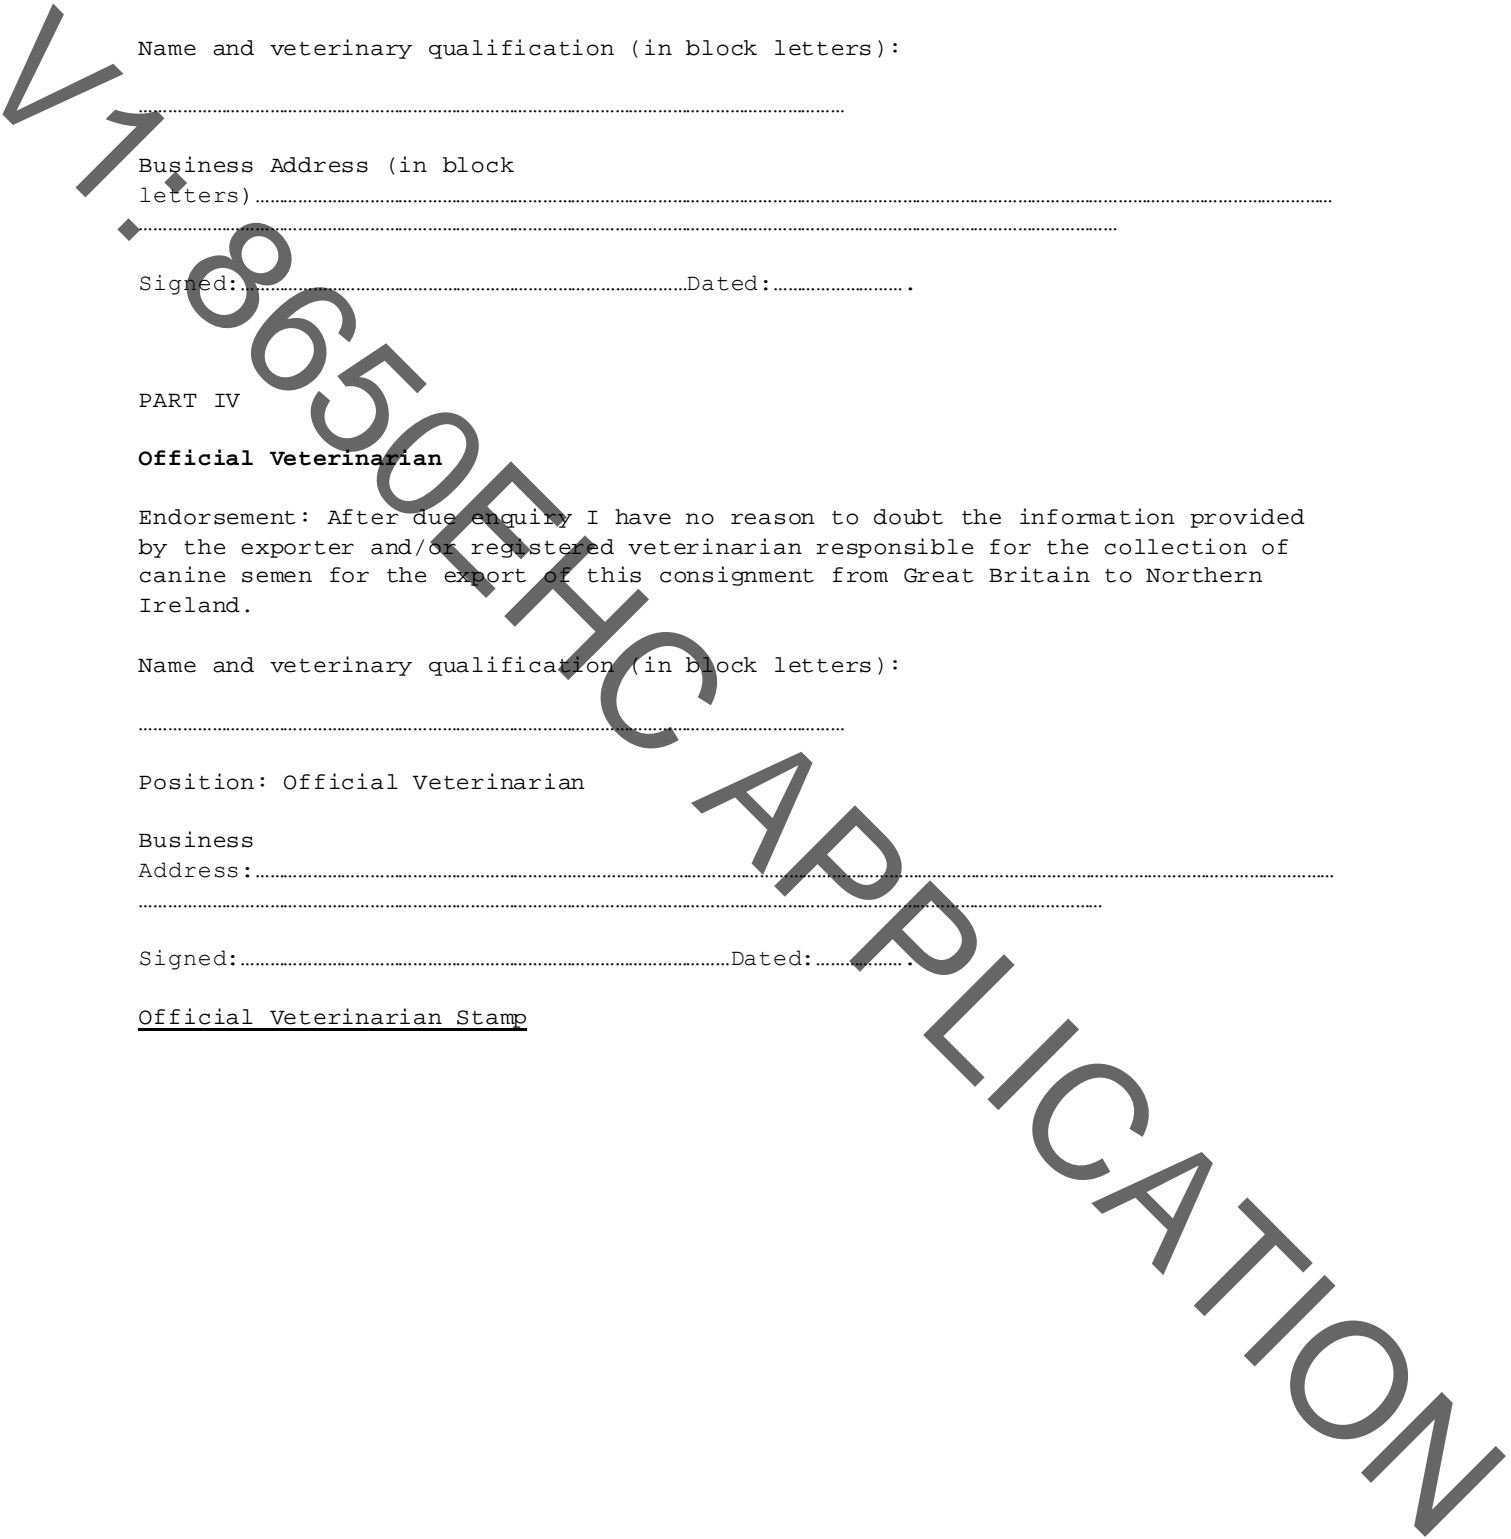 Name and veterinary qualification (in block letters):
……………………………………………………………………………………………
Business Address (in block
letters)……………………………………………………………………………………………………………………………………………
……………………………………………………………………………………………………………………………
Signed:…………………………………………………………Dated:……………………….
PART IV
Official Veterinarian
Endorsement: After due enquiry I have no reason to doubt the information provided
by the exporter and/or registered veterinarian responsible for the collection of
canine semen for the export of this consignment from Great Britain to Northern
Ireland.
Name and veterinary qualification (in block letters):
……………………………………………………………………………………………
Position: Official Veterinarian
Business
Address:……………………………………………………………………………………………………………………………………………
……………………………………………………………………………………………………………………………
Signed:………………………………………………………………Dated:……………….
Official Veterinarian Stamp
V1: 8650EHC APPLICATION